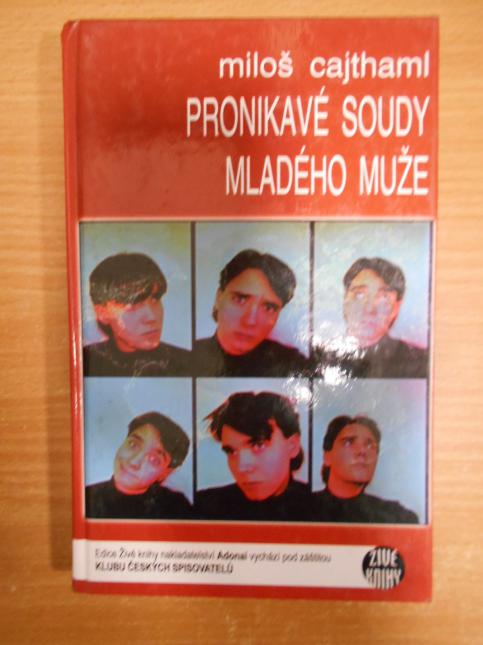 miloš cajthaml
PRONIKAVÉ SOUDY
MLADÉHO MUŽE
Edice Živé knihy nakladatelství Adonai vychází pod záštitou
KLUBU ČESKÝCH SPISOVATELŮ
ŽIVÉ
KNIHY